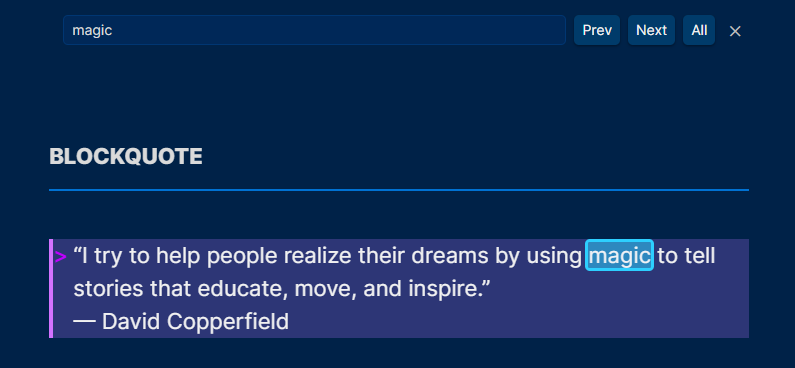 magic Prev Next All ×
BLOCKQUOTE
> “I try to help people realize their dreams by using magic to tell
stories that educate, move, and inspire.”
— David Copperfield